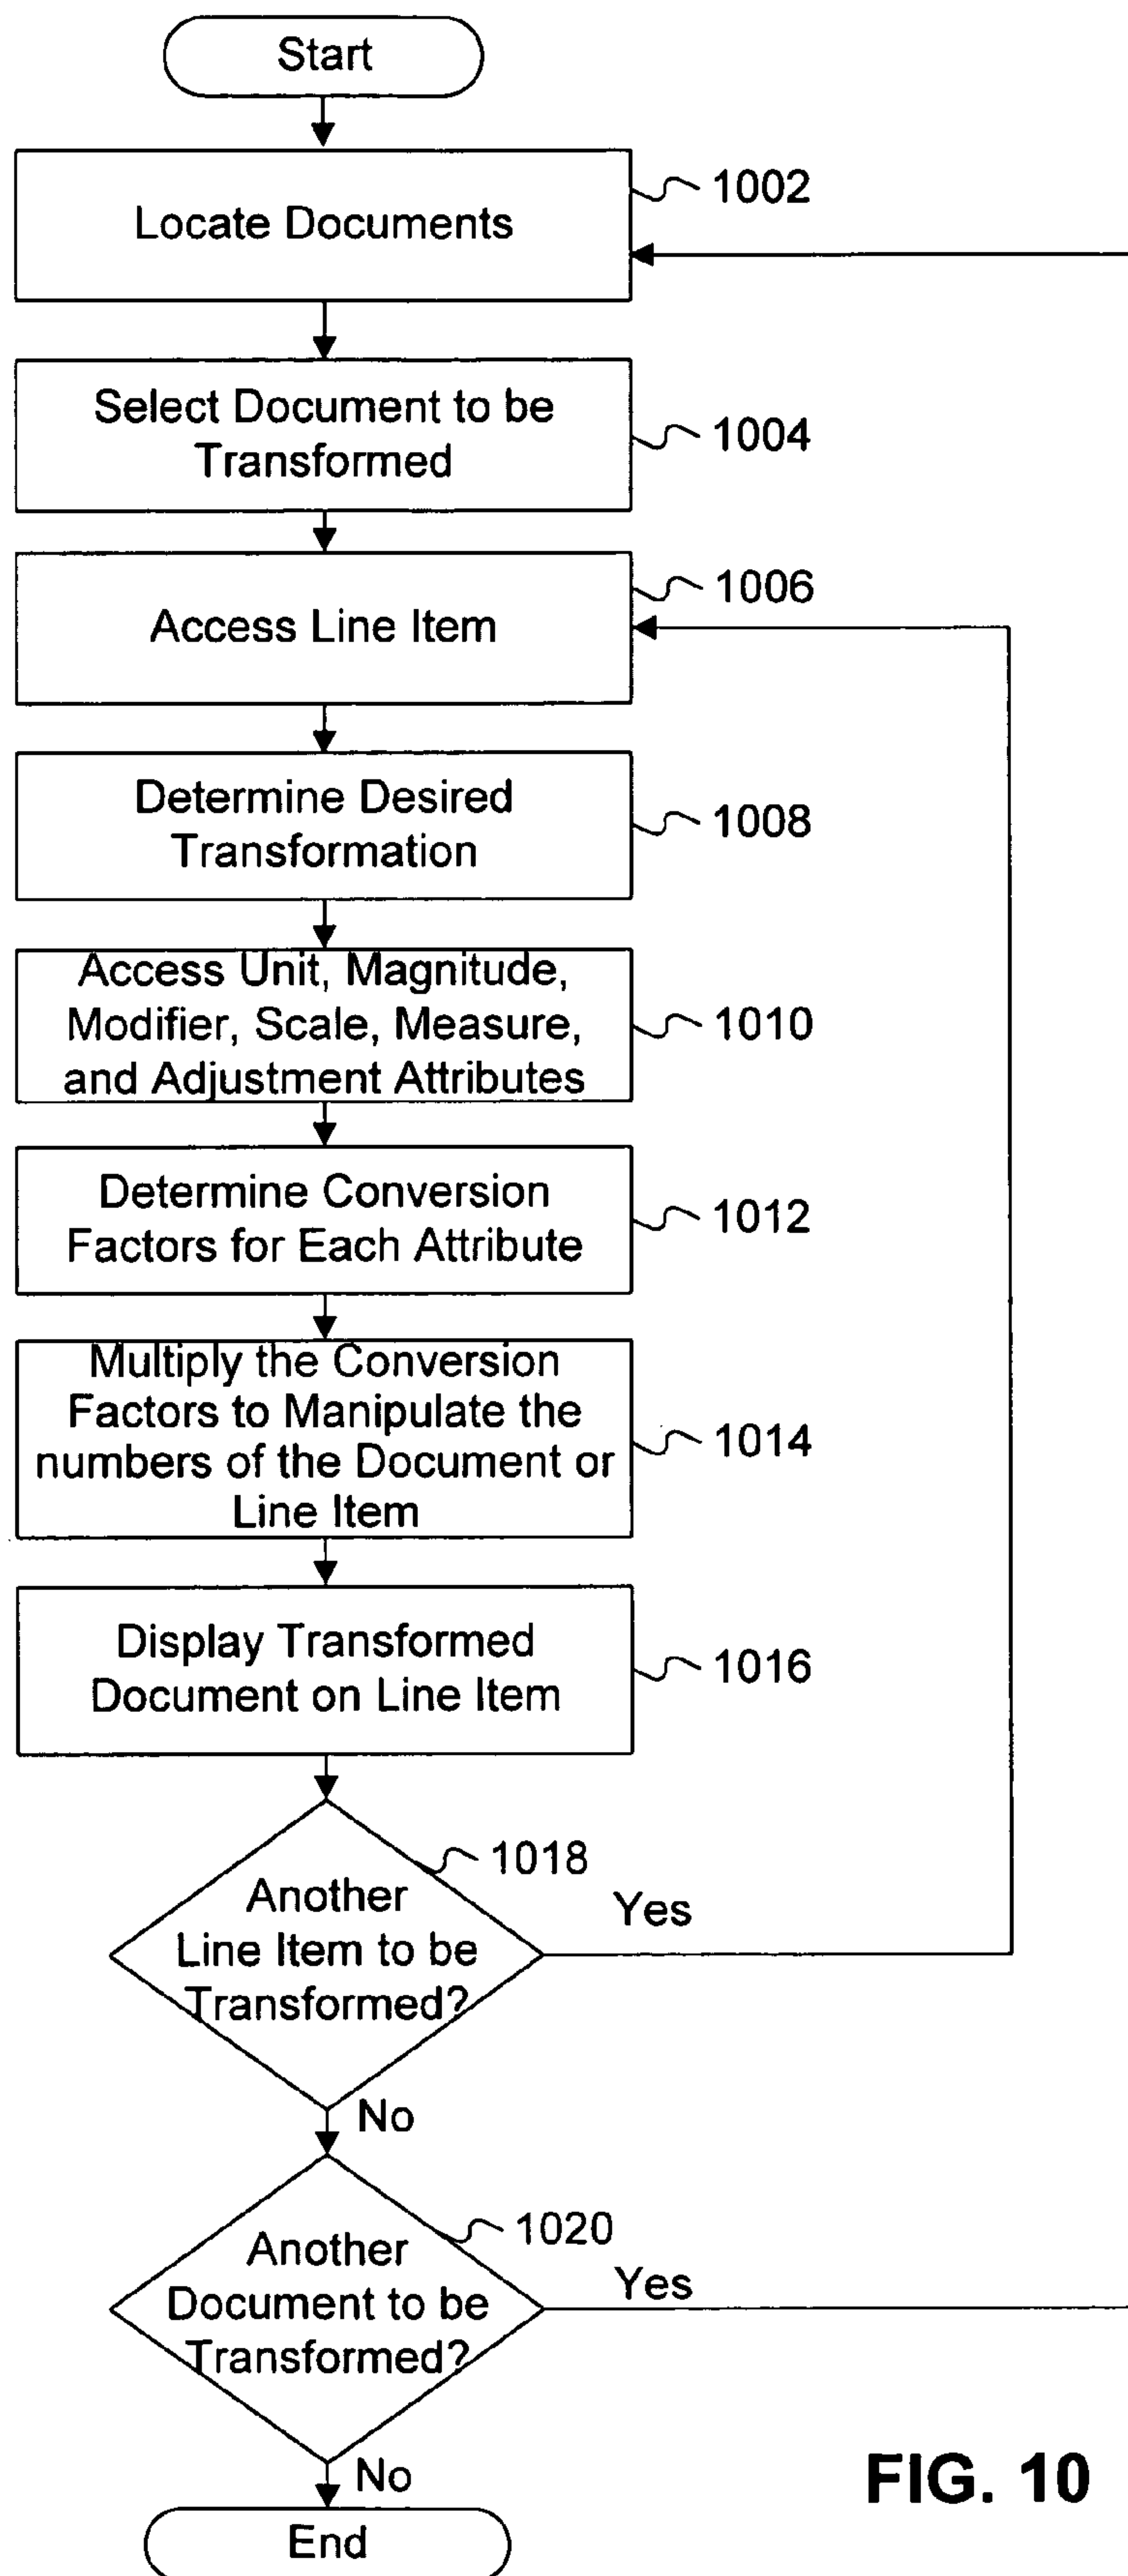 Start
Locate Documents
1002
Select Document to be
Transformed
1004
Access Line Item
1006
Determine Desired
Transformation
1008
Access Unit, Magnitude,
Modifier, Scale, Measure,
and Adjustment Attributes
1010
Determine Conversion
Factors for Each Attribute
1012
Multiply the Conversion
Factors to Manipulate the
numbers of the Document or
Line Item
1014
Display Transformed
Document on Line Item
1016
Another
Line Item to be
Transformed?
1018
Yes
No
Another
Document to be
Transformed?
1020
Yes
No
End
FIG. 10